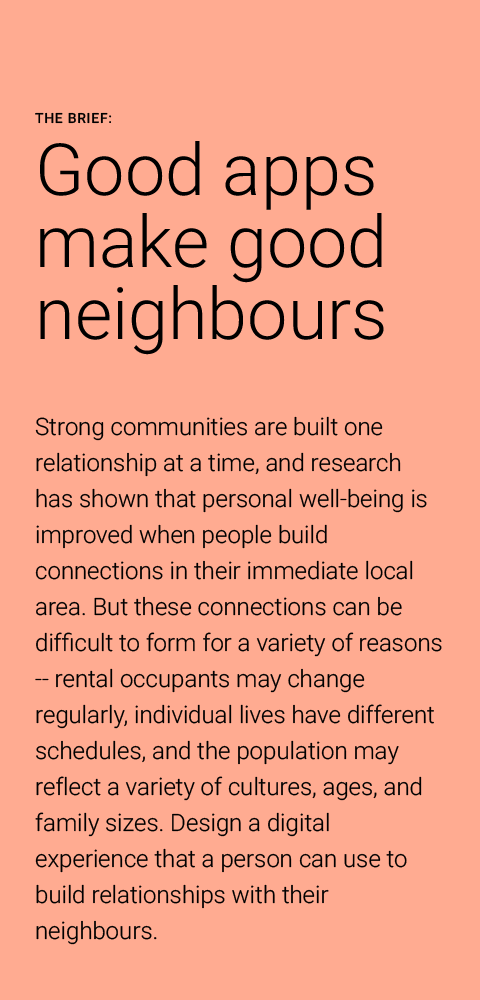 THE BRIEF:
Good apps
make good
neighbours
Strong communities are built one
relationship at a time, and research
has shown that personal well-being is
improved when people build
connections in their immediate local
area. But these connections can be
difficult to form for a variety of reasons
-- rental occupants may change
regularly, individual lives have different
schedules, and the population may
reflect a variety of cultures, ages, and
family sizes. Design a digital
experience that a person can use to
build relationships with their
neighbours.